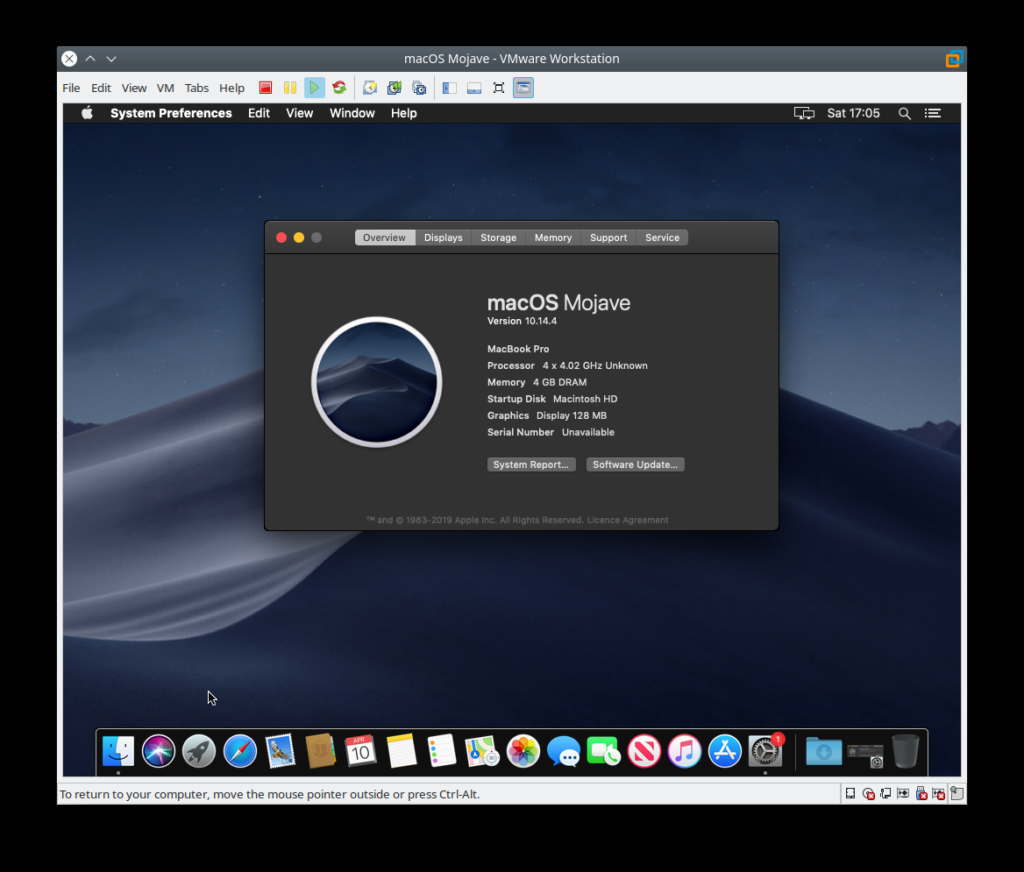 macOS Mojave - VMware Workstation
File Edit View VM Tabs Help
System Preferences Edit View Window Help Sat 17:05
Overview Displays Storage Memory Support Service
macOS Mojave
Version 10.14.4
MacBook Pro
Processor 4 x 4.02 GHz Unknown
Memory 4 GB DRAM
Startup Disk Macintosh HD
Graphics Display 128 MB
Serial Number Unavailable
System Report... Software Update...
™ and © 1983-2019 Apple Inc. All Rights Reserved. Licence Agreement
APR
10
1
To return to your computer, move the mouse pointer outside or press Ctrl-Alt.